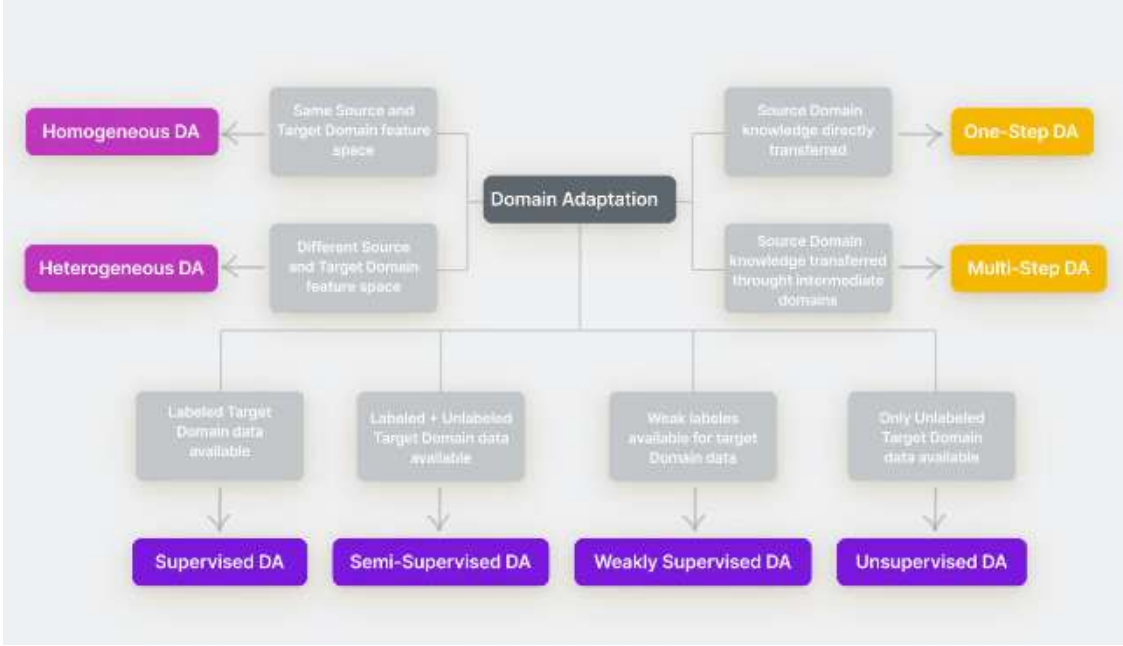 Homogeneous DA
Same Source and
Target Domain feature
space
Source Domain
knowledge directly
transferred
One-Step DA
Domain Adaptation
Heterogeneous DA
Different Source
and Target Domain
feature space
Source Domain
knowledge transferred
throught intermediate
domains
Multi-Step DA
Labeled Target
Domain data
available
Labeled + Unlabeled
Target Domain data
available
Weak labeles
available for target
Domain data
Only Unlabeled
Target Domain
data available
Supervised DA
Semi-Supervised DA
Weakly Supervised DA
Unsupervised DA